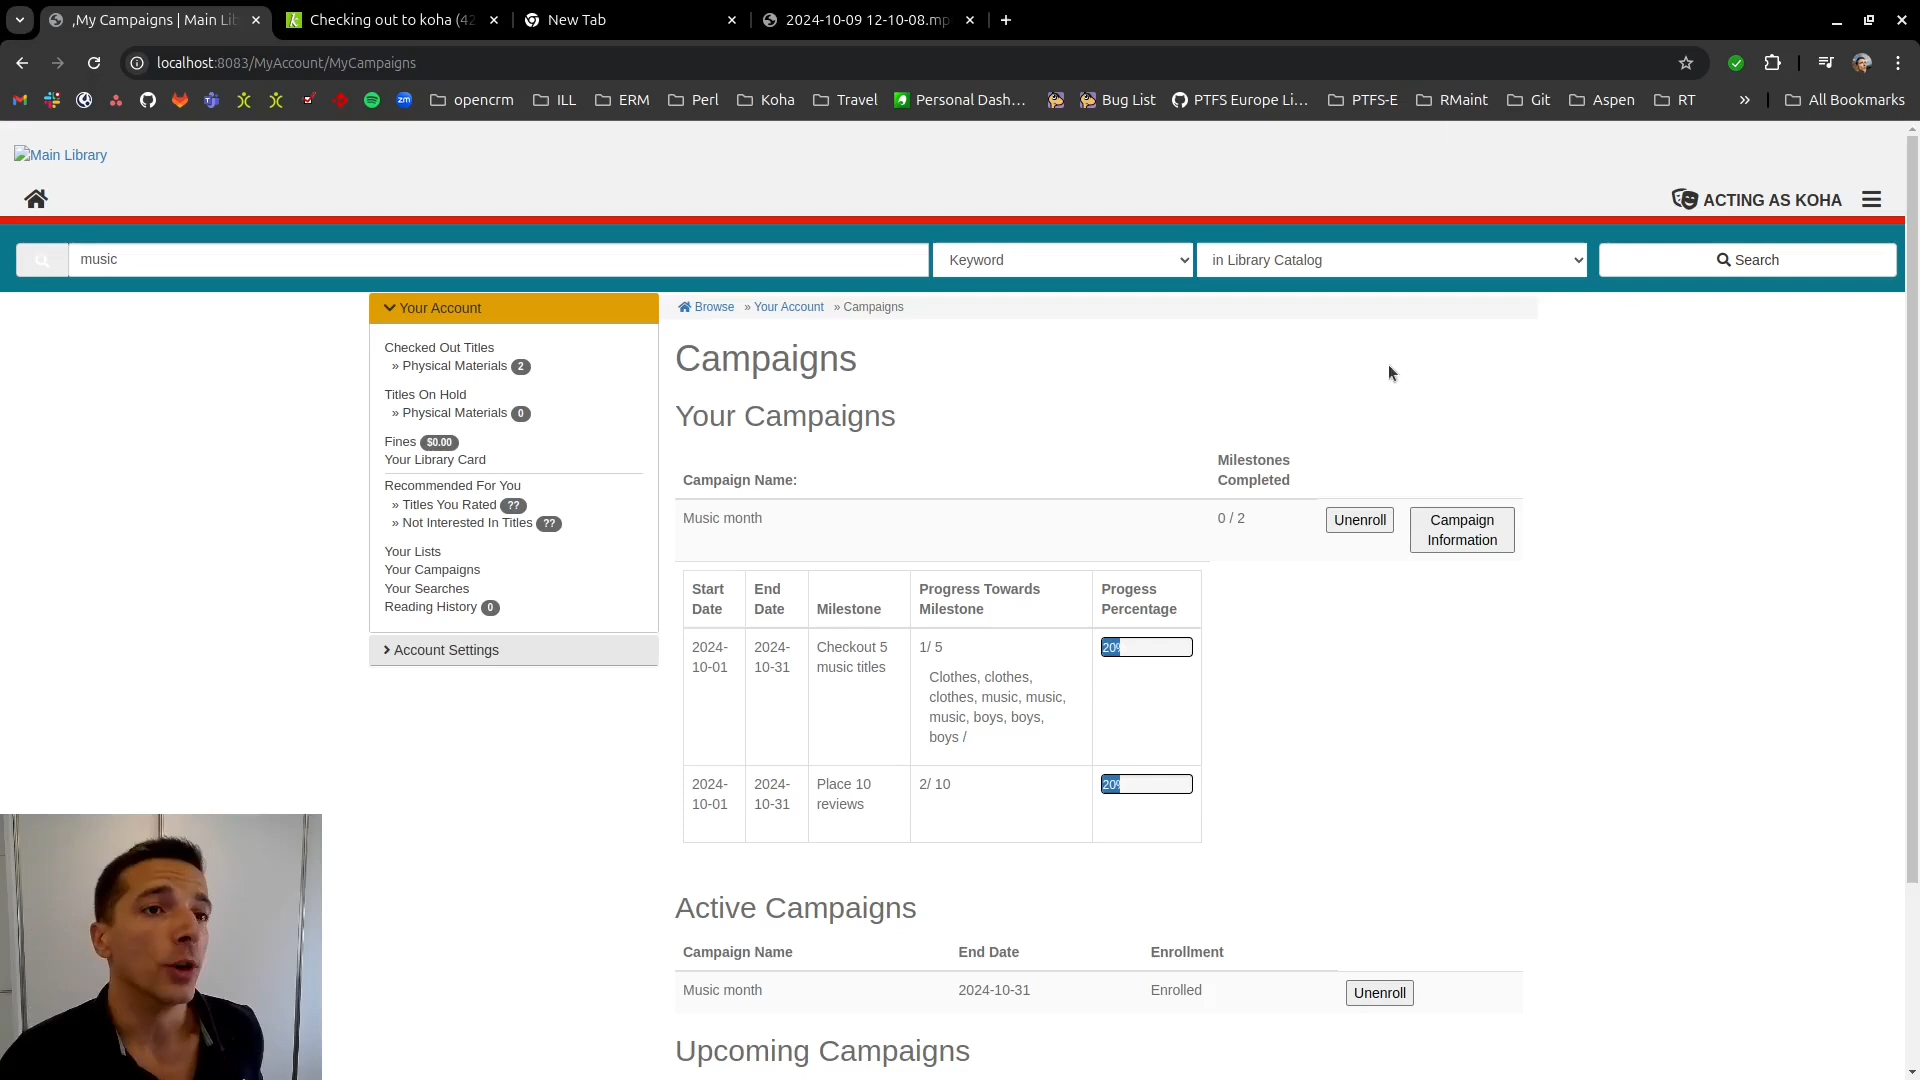 ,My Campaigns | Main Lib
Checking out to koha (42
New Tab
2024-10-09 12-10-08.mp
localhost:8083/MyAccount/MyCampaigns
opencrm
ILL
ERM
Perl
Koha
Travel
Personal Dash…
Bug List
PTFS Europe Li…
PTFS-E
RMaint
Git
Aspen
RT
»
All Bookmarks
Main Library
ACTING AS KOHA
music
Keyword
in Library Catalog
Search
Your Account
Checked Out Titles
» Physical Materials 2
Titles On Hold
» Physical Materials 0
Fines $0.00
Your Library Card
Recommended For You
» Titles You Rated ??
» Not Interested In Titles ??
Your Lists
Your Campaigns
Your Searches
Reading History 0
Account Settings
Browse » Your Account » Campaigns
Campaigns
Your Campaigns
Campaign Name:
Milestones
Completed
Music month
0 / 2
Unenroll
Campaign
Information
Start
Date
End
Date
Milestone
Progress Towards
Milestone
Progess
Percentage
2024-
10-01
2024-
10-31
Checkout 5
music titles
1/ 5
Clothes, clothes,
clothes, music, music,
music, boys, boys,
boys /
20%
2024-
10-01
2024-
10-31
Place 10
reviews
2/ 10
20%
Active Campaigns
Campaign Name
End Date
Enrollment
Music month
2024-10-31
Enrolled
Unenroll
Upcoming Campaigns